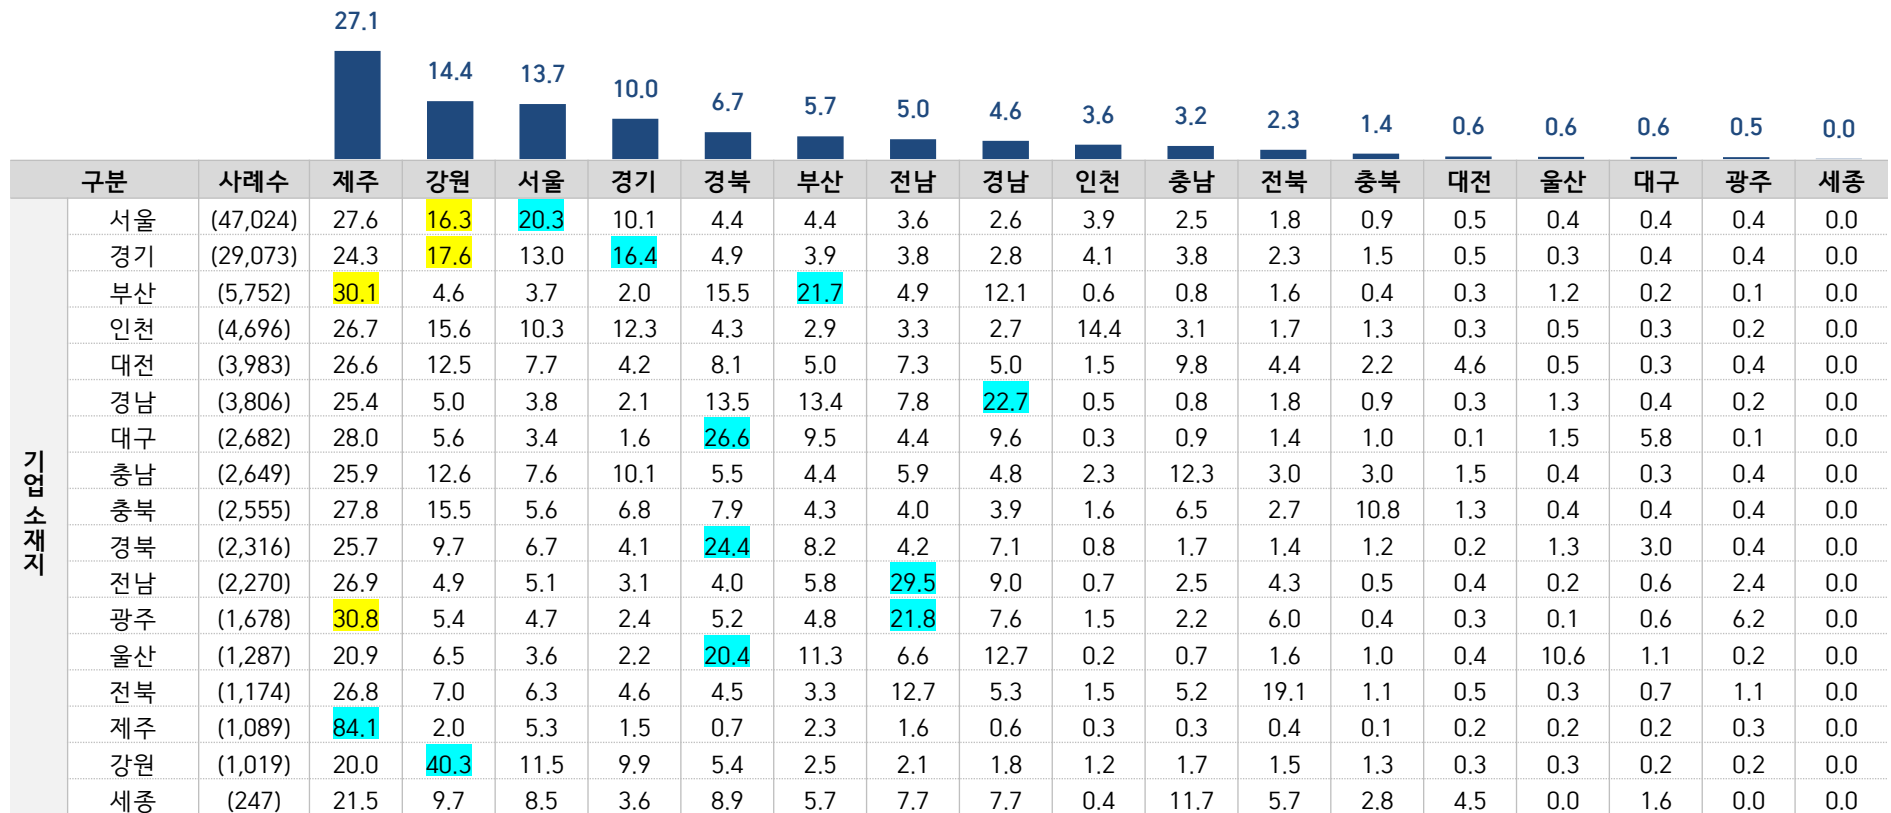 27.1 14.4 13.7 10.0 6.7 5.7 5.0 4.6 3.6 3.2 2.3 1.4 0.6 0.6 0.6 0.5 0.0
구분 사례수 제주 강원 서울 경기 경북 부산 전남 경남 인천 충남 전북 충북 대전 울산 대구 광주 세종
기업 소재지
서울 (47,024) 27.6 16.3 20.3 10.1 4.4 4.4 3.6 2.6 3.9 2.5 1.8 0.9 0.5 0.4 0.4 0.4 0.0
경기 (29,073) 24.3 17.6 13.0 16.4 4.9 3.9 3.8 2.8 4.1 3.8 2.3 1.5 0.5 0.3 0.4 0.4 0.0
부산 (5,752) 30.1 4.6 3.7 2.0 15.5 21.7 4.9 12.1 0.6 0.8 1.6 0.4 0.3 1.2 0.2 0.1 0.0
인천 (4,696) 26.7 15.6 10.3 12.3 4.3 2.9 3.3 2.7 14.4 3.1 1.7 1.3 0.3 0.5 0.3 0.2 0.0
대전 (3,983) 26.6 12.5 7.7 4.2 8.1 5.0 7.3 5.0 1.5 9.8 4.4 2.2 4.6 0.5 0.3 0.4 0.0
경남 (3,806) 25.4 5.0 3.8 2.1 13.5 13.4 7.8 22.7 0.5 0.8 1.8 0.9 0.3 1.3 0.4 0.2 0.0
대구 (2,682) 28.0 5.6 3.4 1.6 26.6 9.5 4.4 9.6 0.3 0.9 1.4 1.0 0.1 1.5 5.8 0.1 0.0
충남 (2,649) 25.9 12.6 7.6 10.1 5.5 4.4 5.9 4.8 2.3 12.3 3.0 3.0 1.5 0.4 0.3 0.4 0.0
충북 (2,555) 27.8 15.5 5.6 6.8 7.9 4.3 4.0 3.9 1.6 6.5 2.7 10.8 1.3 0.4 0.4 0.4 0.0
경북 (2,316) 25.7 9.7 6.7 4.1 24.4 8.2 4.2 7.1 0.8 1.7 1.4 1.2 0.2 1.3 3.0 0.4 0.0
전남 (2,270) 26.9 4.9 5.1 3.1 4.0 5.8 29.5 9.0 0.7 2.5 4.3 0.5 0.4 0.2 0.6 2.4 0.0
광주 (1,678) 30.8 5.4 4.7 2.4 5.2 4.8 21.8 7.6 1.5 2.2 6.0 0.4 0.3 0.1 0.6 6.2 0.0
울산 (1,287) 20.9 6.5 3.6 2.2 20.4 11.3 6.6 12.7 0.2 0.7 1.6 1.0 0.4 10.6 1.1 0.2 0.0
전북 (1,174) 26.8 7.0 6.3 4.6 4.5 3.3 12.7 5.3 1.5 5.2 19.1 1.1 0.5 0.3 0.7 1.1 0.0
제주 (1,089) 84.1 2.0 5.3 1.5 0.7 2.3 1.6 0.6 0.3 0.3 0.4 0.1 0.2 0.2 0.2 0.3 0.0
강원 (1,019) 20.0 40.3 11.5 9.9 5.4 2.5 2.1 1.8 1.2 1.7 1.5 1.3 0.3 0.3 0.2 0.2 0.0
세종 (247) 21.5 9.7 8.5 3.6 8.9 5.7 7.7 7.7 0.4 11.7 5.7 2.8 4.5 0.0 1.6 0.0 0.0